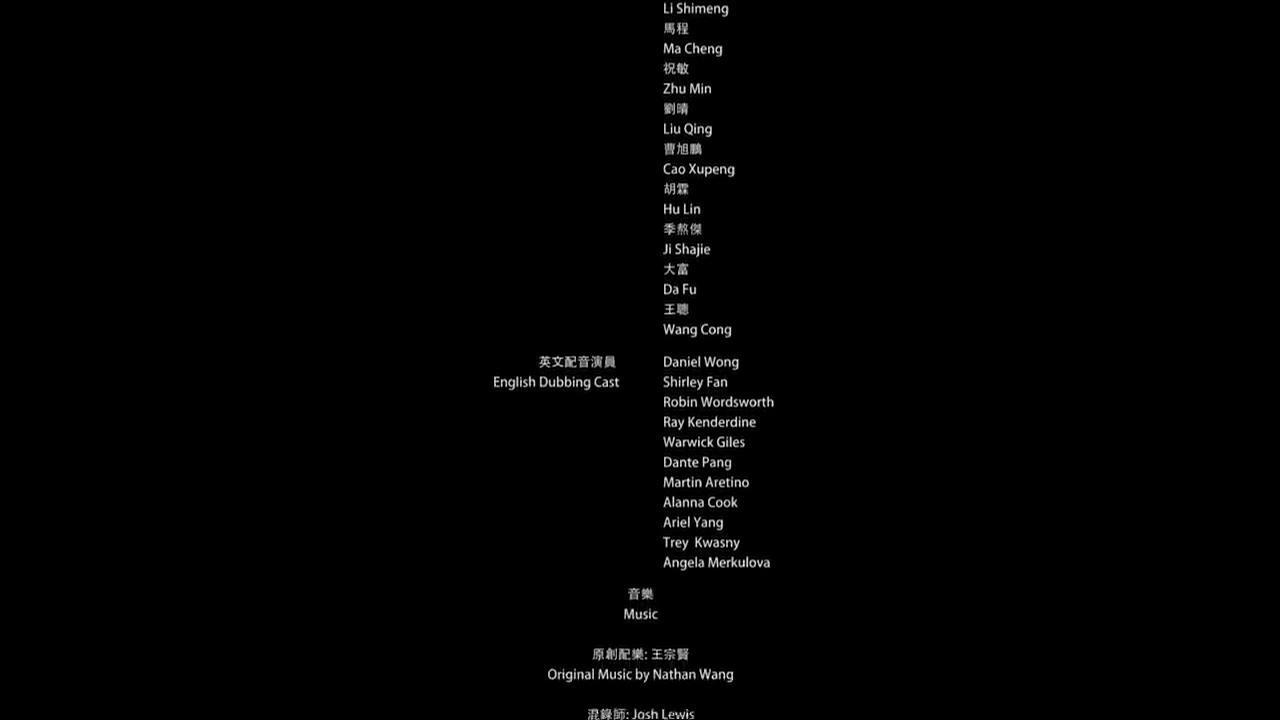 Li Shimeng
馬程
Ma Cheng
祝敏
Zhu Min
劉晴
Liu Qing
曹旭鵬
Cao Xupeng
胡霖
Hu Lin
季熬傑
Ji Shajie
大富
Da Fu
王聰
Wang Cong
英文配音演員 Daniel Wong
English Dubbing Cast Shirley Fan
Robin Wordsworth
Ray Kenderdine
Warwick Giles
Dante Pang
Martin Aretino
Alanna Cook
Ariel Yang
Trey Kwasny
Angela Merkulova
音樂
Music
原創配樂: 王宗賢
Original Music by Nathan Wang
混錄師: Josh Lewis